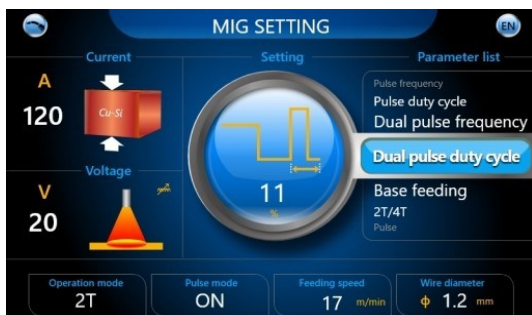 MIG SETTING
EN
Current
A
120
Cu-Si
Voltage
V
20
Setting
11
%
Parameter list
Pulse frequency
Pulse duty cycle
Dual pulse frequency
Dual pulse duty cycle
Base feeding
2T/4T
Pulse
Operation mode
2T
Pulse mode
ON
Feeding speed
17 m/min
Wire diameter
ϕ 1.2 mm